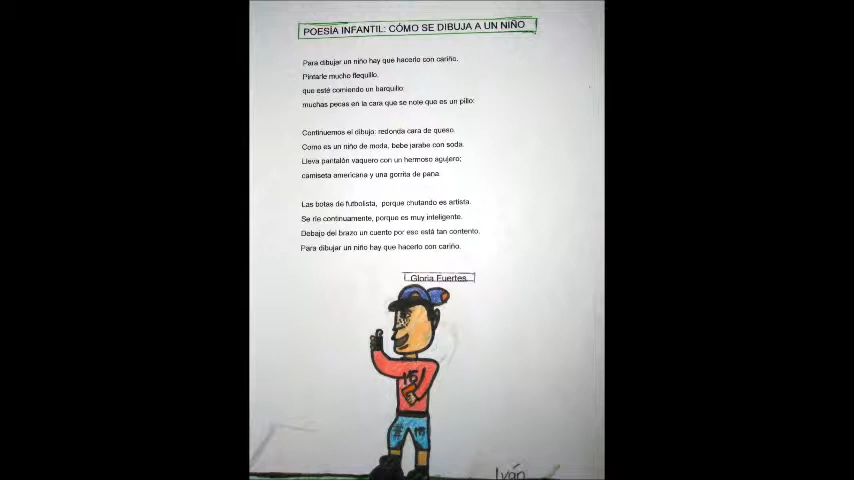 POESÍA INFANTIL: CÓMO SE DIBUJA A UN NIÑO
Para dibujar un niño hay que hacerlo con cariño.
Pintarle mucho flequillo,
que esté comiendo un barquillo;
muchas pecas en la cara que se note que es un pillo;
Continuemos el dibujo: redonda cara de queso.
Como es un niño de moda, bebe jarabe con soda.
Lleva pantalón vaquero con un hermoso agujero;
camiseta americana y una gorrita de pana.
Las botas de futbolista, porque chutando es artista.
Se ríe continuamente, porque es muy inteligente.
Debajo del brazo un cuento por eso está tan contento.
Para dibujar un niño hay que hacerlo con cariño.
Gloria Fuertes
Iván